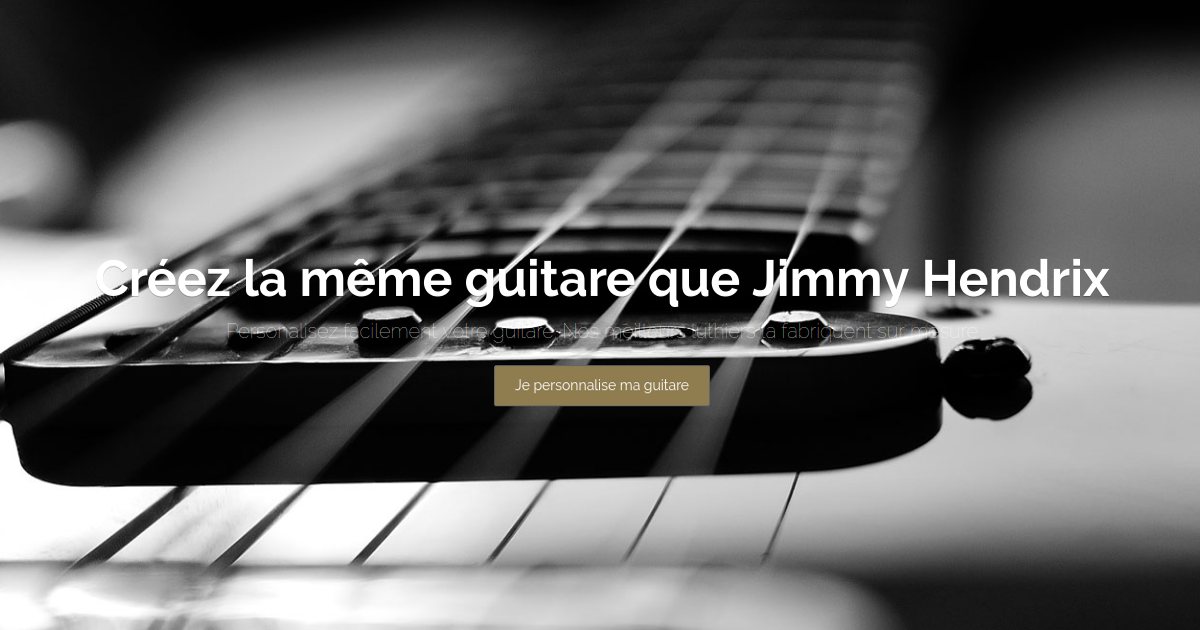 Créez la même guitare que Jimmy Hendrix
Personalisez facilement votre guitare. Nos meilleurs luthiers la fabriquent sur mesure.
Je personnalise ma guitare